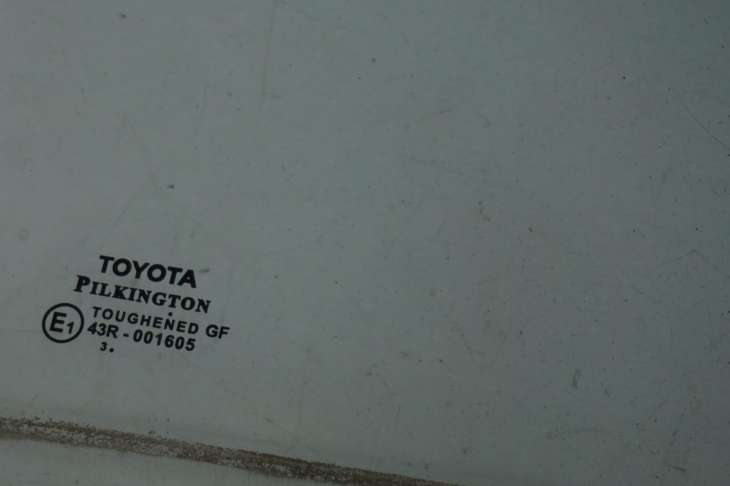 TOYOTA
PILKINGTON
TOUGHENED GF
E1 43R - 001605
3.